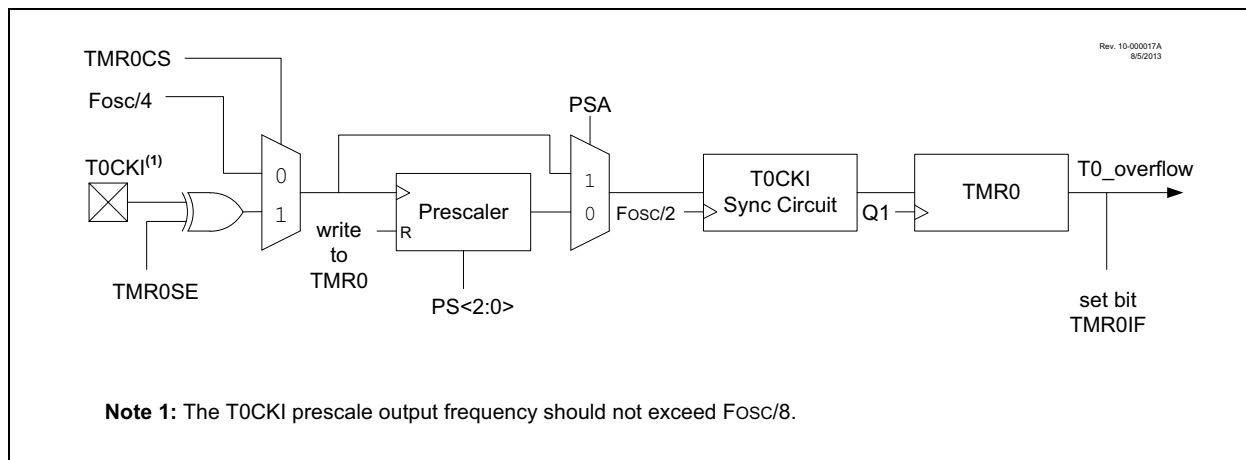 Rev. 10-000017A
8/5/2013
TMR0CS
Fosc/4
PSA
T0CKI(1)
0
1
1
0
T0CKI
Sync Circuit
TMR0
T0_overflow
Prescaler
R
write
to
TMR0
FOSC/2
Q1
TMR0SE
PS<2:0>
set bit
TMR0IF
Note 1: The T0CKI prescale output frequency should not exceed FOSC/8.